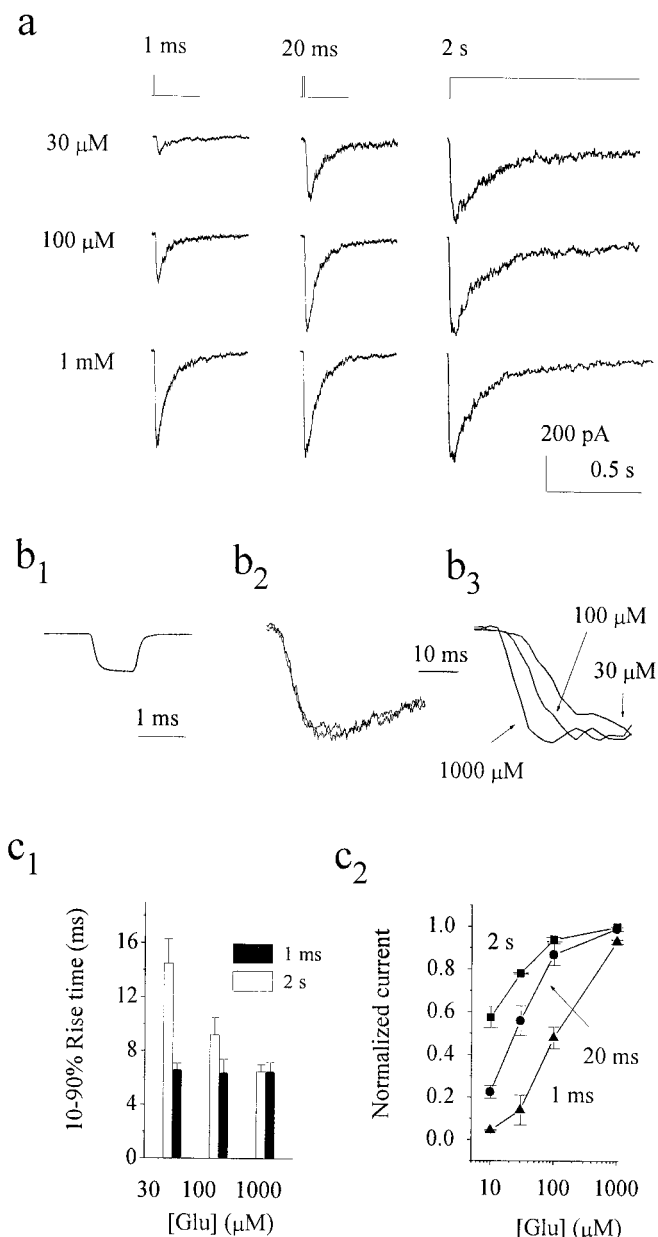 a
1 ms 20 ms 2 s
30 μM
100 μM
1 mM
200 pA
0.5 s
b1 b2 b3
1 ms
10 ms
100 μM
30 μM
1000 μM
c1
10-90% Rise time (ms)
16
12
8
4
0
1 ms
2 s
30 100 1000
[Glu] (μM)
c2
Normalized current
1.0
0.8
0.6
0.4
0.2
0.0
2 s
20 ms
1 ms
10 100 1000
[Glu] (μM)